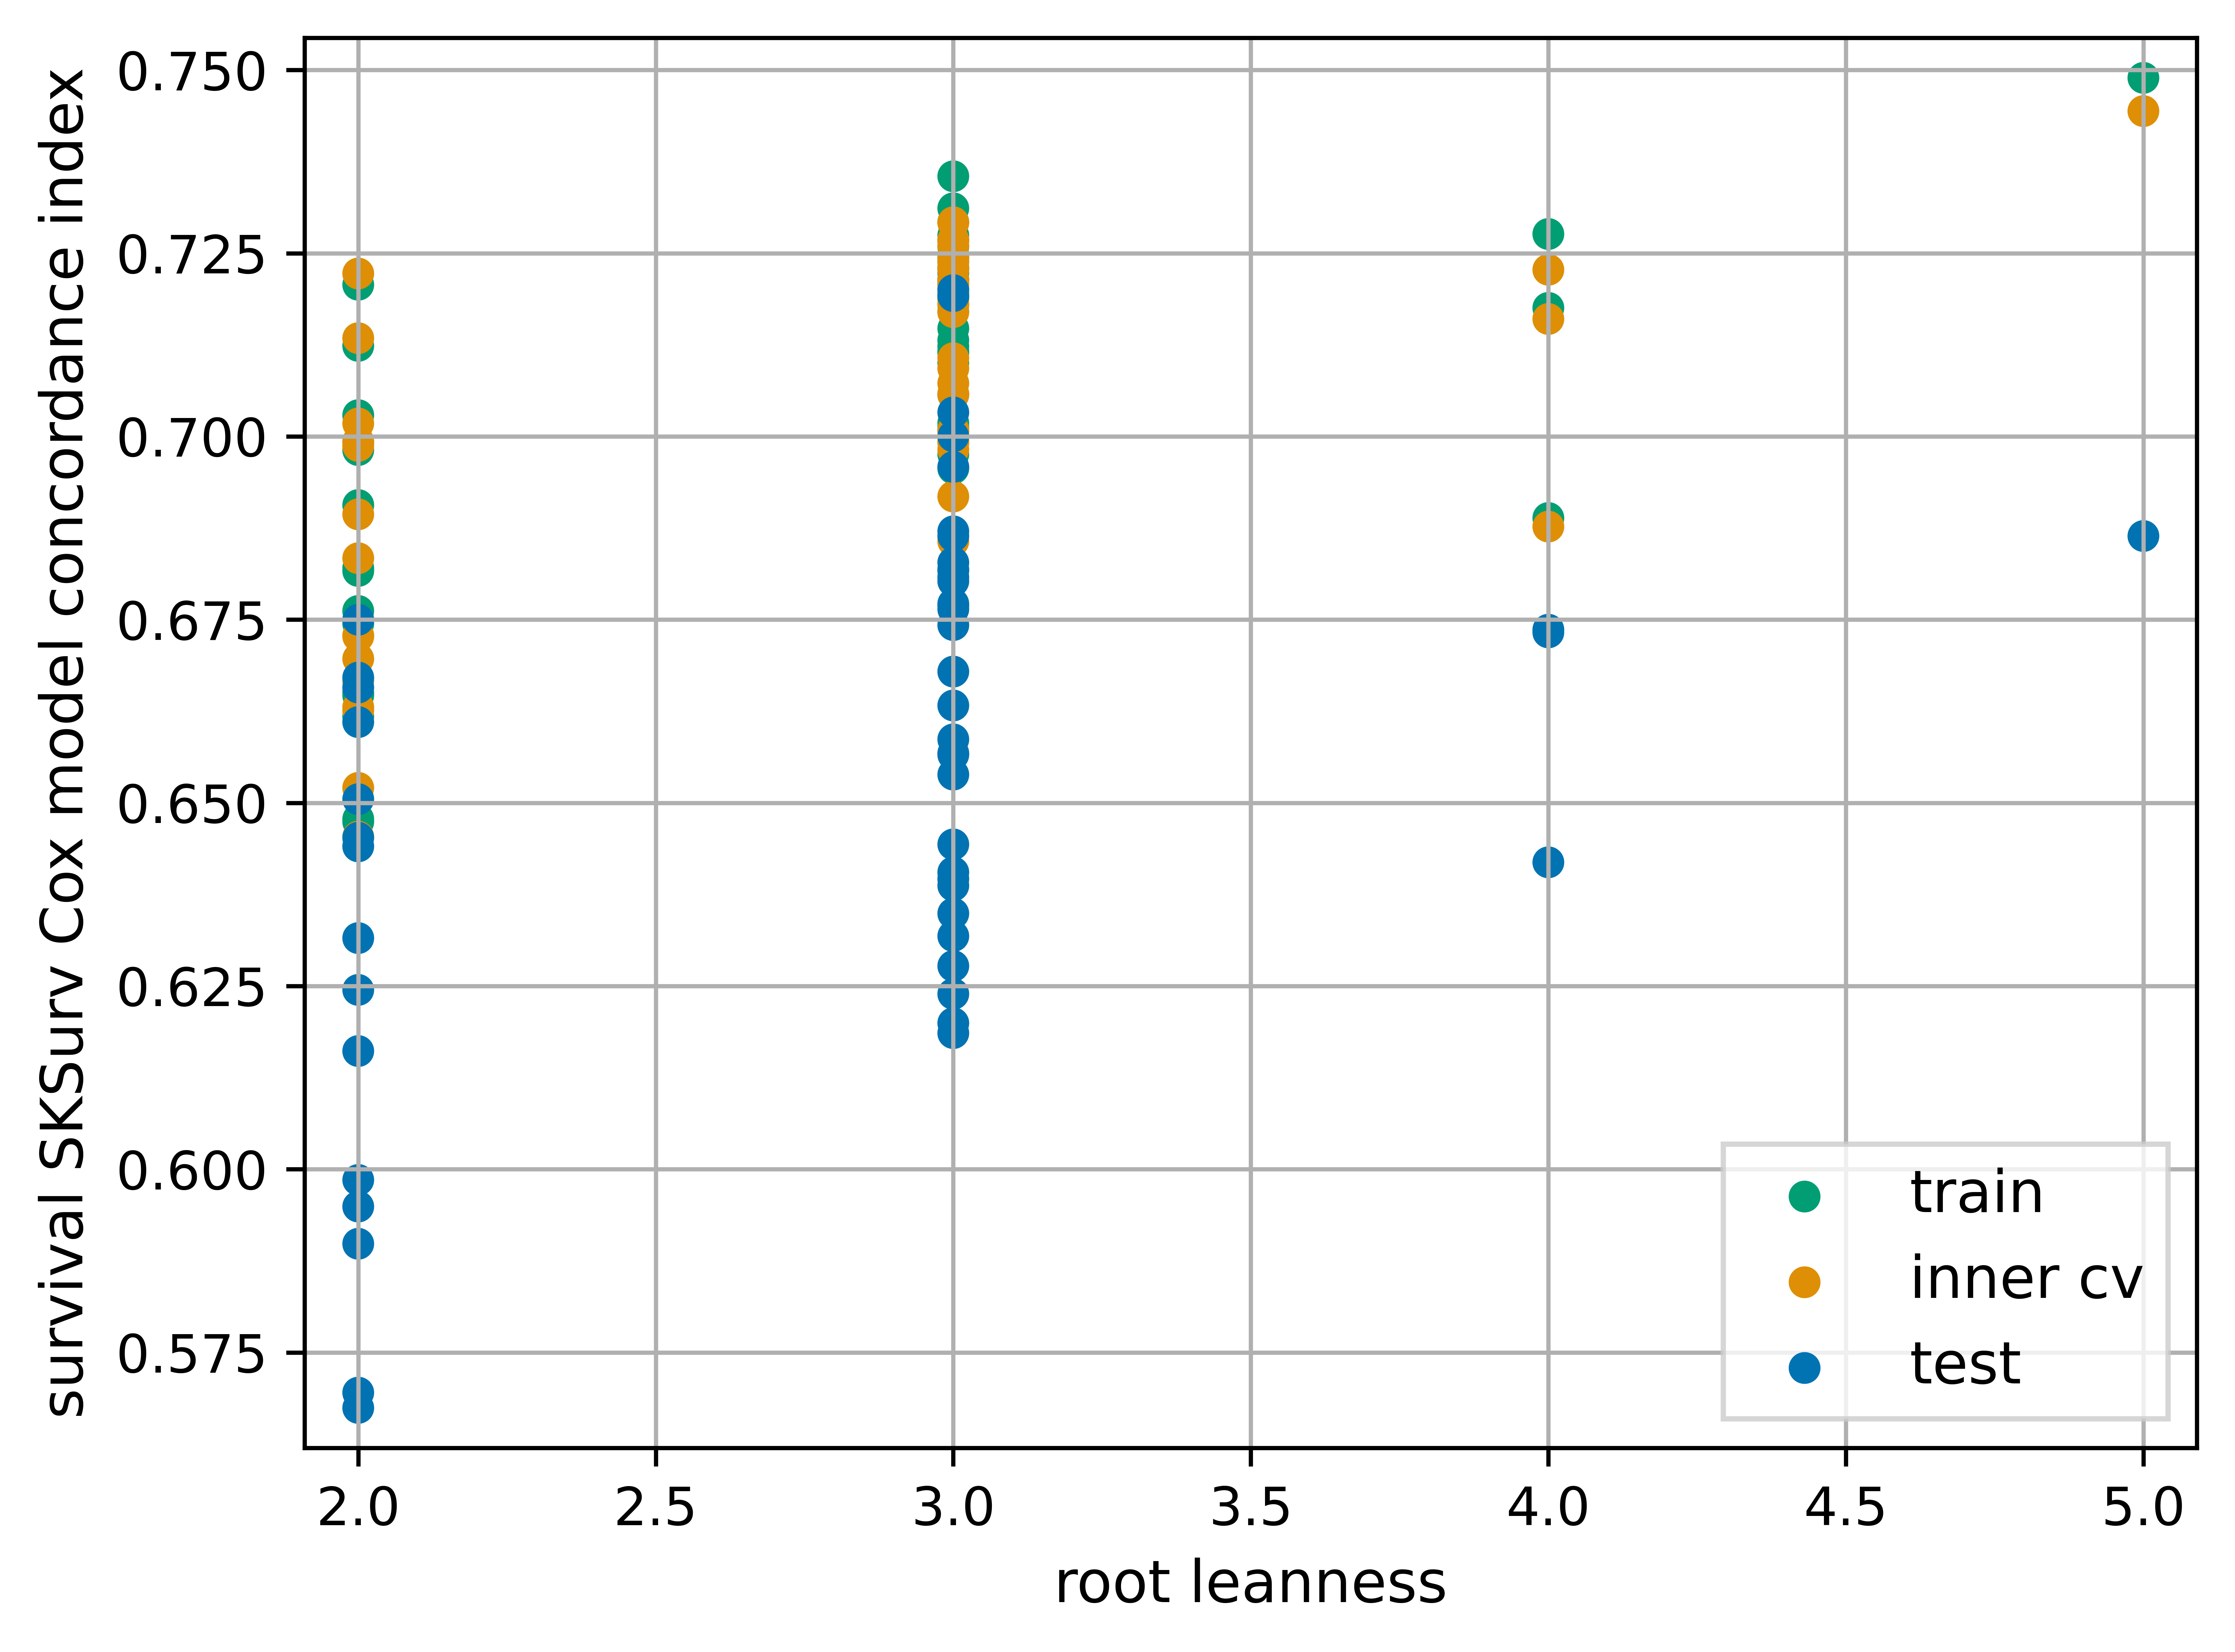 survival SKSurv Cox model concordance index
0.750
0.725
0.700
0.675
0.650
0.625
0.600
0.575
train
inner cv
test
2.0 2.5 3.0 3.5 4.0 4.5 5.0
root leanness